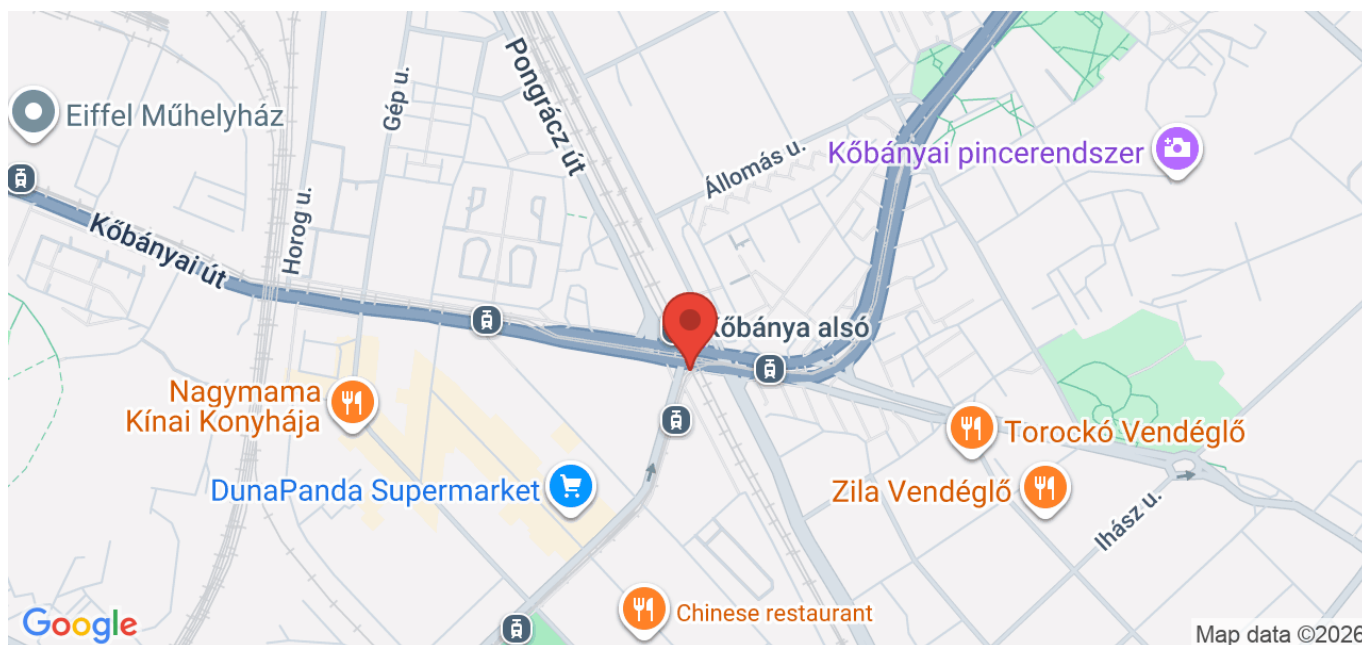 Eiffel Műhelyház
Gép u.
Pongrácz út
Állomás u.
Kőbányai pincerendszer
Horog u.
Kőbányai út
Kőbánya alsó
Nagymama
Kínai Konyhája
Torockó Vendéglő
DunaPanda Supermarket
Zila Vendéglő
Ihász u.
Chinese restaurant
Google
Map data ©2026